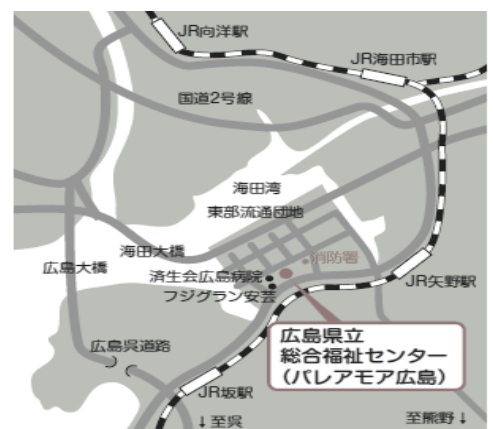 JR向洋駅
JR海田市駅
国道2号線
海田湾
東部流通団地
海田大橋
広島大橋
消防署
済生会広島病院
フジグラン安芸
JR矢野駅
広島県立
総合福祉センター
(パレアモア広島)
広島呉道路
JR坂駅
↓至呉
至熊野↓